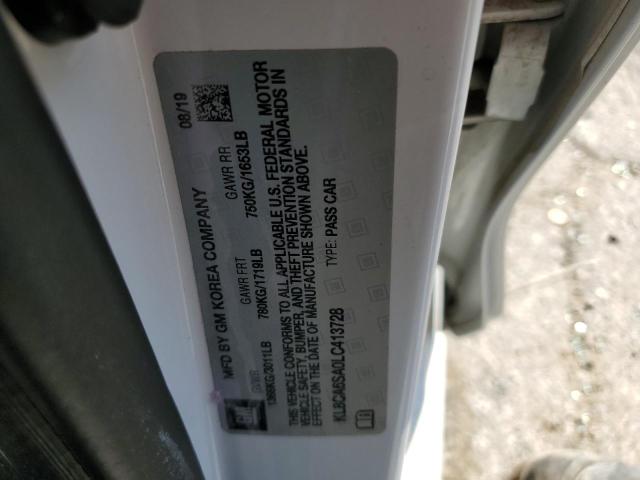 MFD BY GM KOREA COMPANY 08/19
GVWR GAWR FRT GAWR RR
1366KG/3011LB 780KG/1719LB 750KG/1653LB
THIS VEHICLE CONFORMS TO ALL APPLICABLE U.S. FEDERAL MOTOR
VEHICLE SAFETY, BUMPER, AND THEFT PREVENTION STANDARDS IN
EFFECT ON THE DATE OF MANUFACTURE SHOWN ABOVE.
KL8CA6SA0LC413728 TYPE: PASS CAR